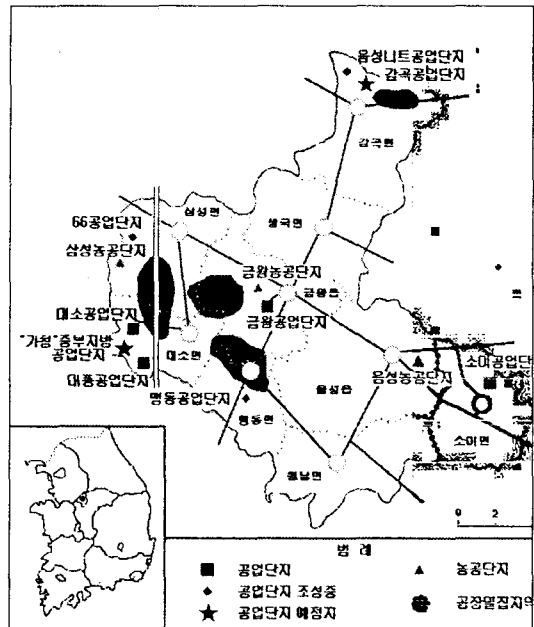 음성니트공업단지
감곡공업단지
감곡면
삼성면
생극면
66공업단지
삼성농공단지
금왕농공단지
금왕읍
대소공업단지
금왕공업단지
"가청"중부지방
공업단지
대소면
소이공업단
음성농공단지
대풍공업단지
음성읍
맹동공업단지
맹동면
소이면
원남면
0 2
범 례
공업단지
농공단지
공업단지 조성중
공장밀집지역
공업단지 예정지